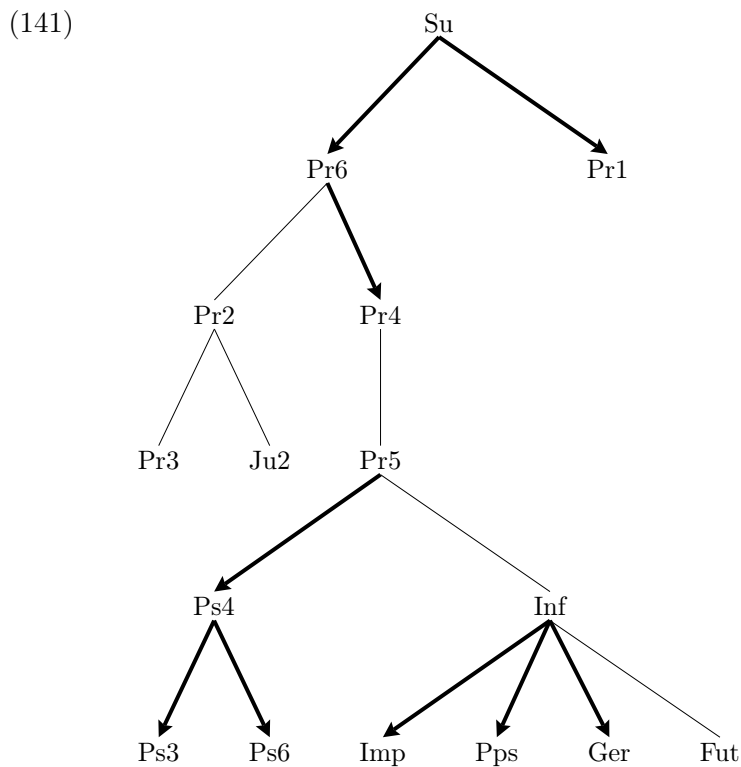 (141) Su
Pr6 Pr1
Pr2 Pr4
Pr3 Ju2 Pr5
Ps4 Inf
Ps3 Ps6 Imp Pps Ger Fut